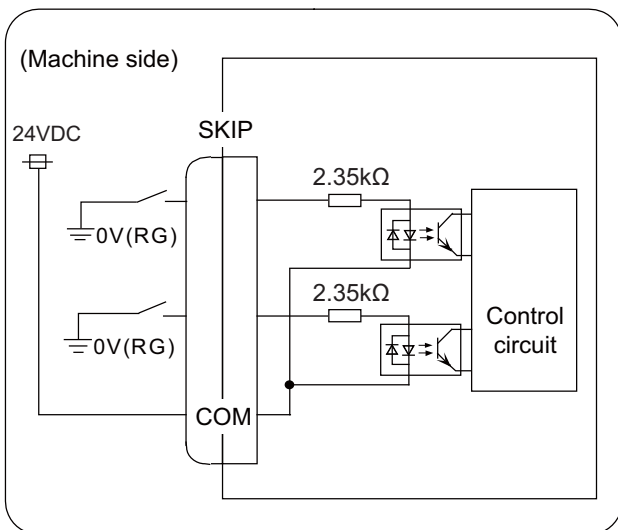 (Machine side)
24VDC
SKIP
2.35kΩ
0V(RG)
2.35kΩ
0V(RG)
Control
circuit
COM